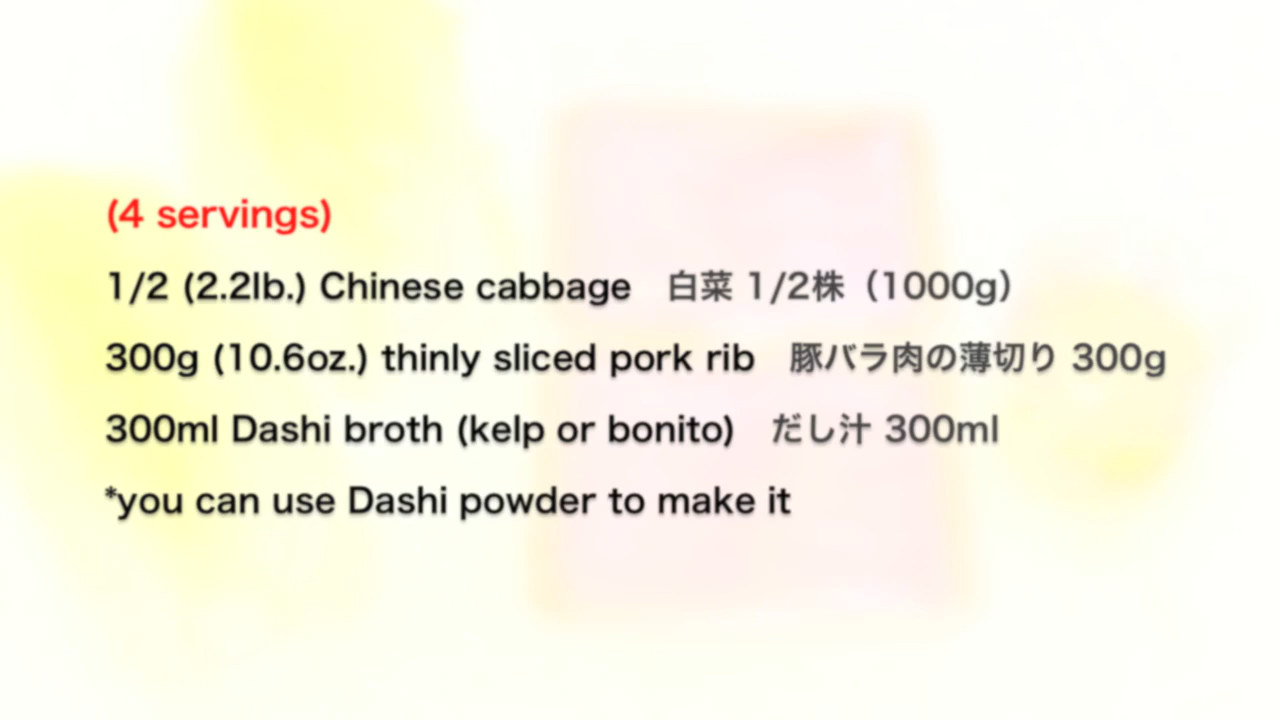 (4 servings)
1/2 (2.2lb.) Chinese cabbage　白菜 1/2株（1000g）
300g (10.6oz.) thinly sliced pork rib　豚バラ肉の薄切り 300g
300ml Dashi broth (kelp or bonito)　だし汁 300ml
*you can use Dashi powder to make it